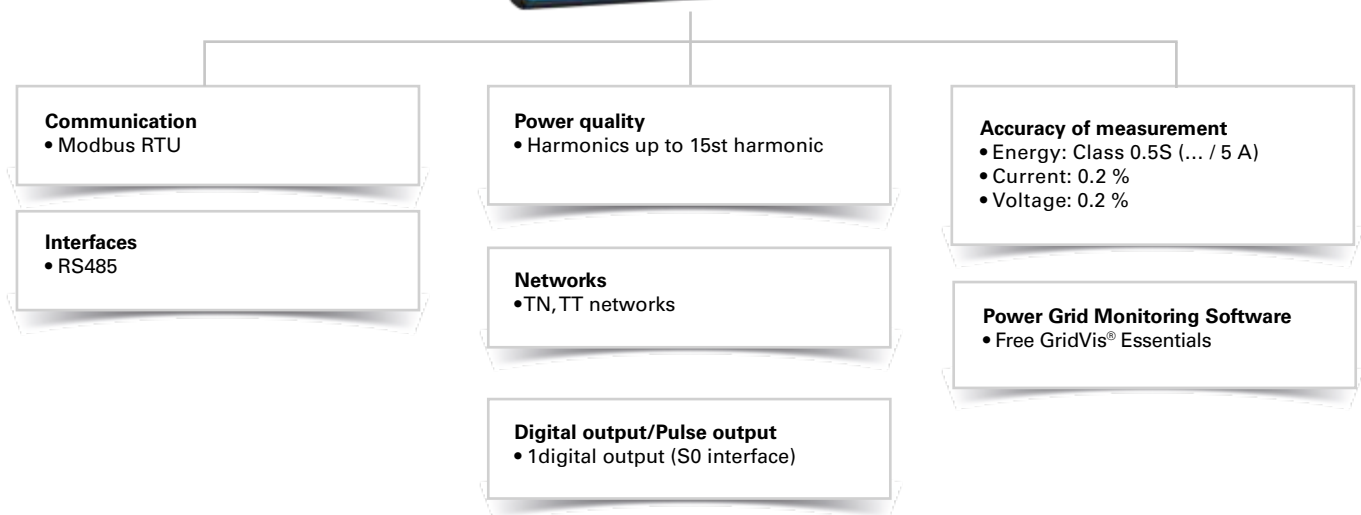 Communication
• Modbus RTU
Interfaces
• RS485
Power quality
• Harmonics up to 15st harmonic
Networks
•TN, TT networks
Digital output/Pulse output
• 1digital output (S0 interface)
Accuracy of measurement
• Energy: Class 0.5S (… / 5 A)
• Current: 0.2 %
• Voltage: 0.2 %
Power Grid Monitoring Software
• Free GridVis® Essentials